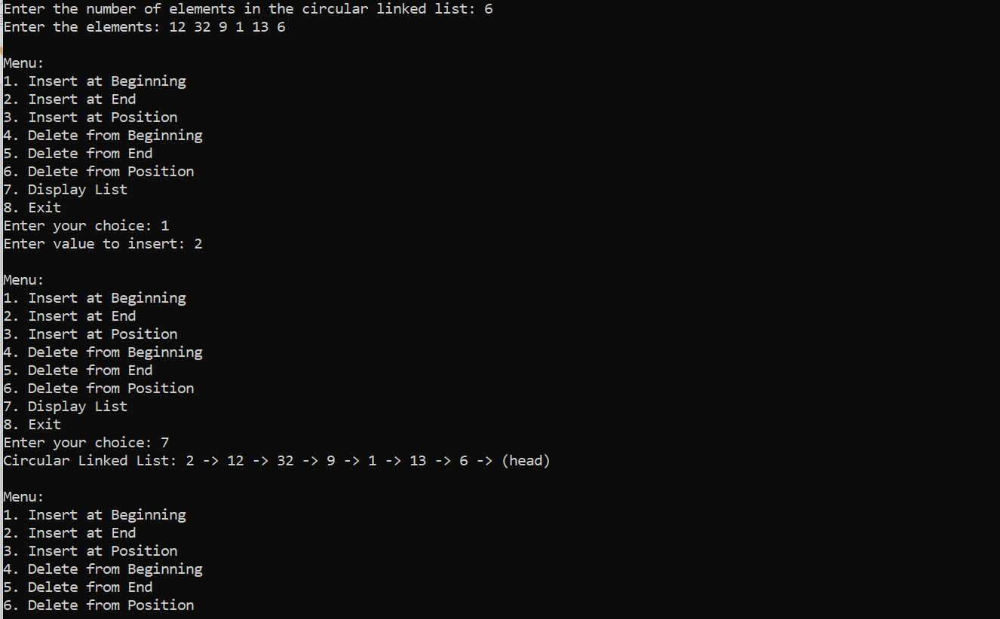 Enter the number of elements in the circular linked list: 6
Enter the elements: 12 32 9 1 13 6
Menu:
1. Insert at Beginning
2. Insert at End
3. Insert at Position
4. Delete from Beginning
5. Delete from End
6. Delete from Position
7. Display List
8. Exit
Enter your choice: 1
Enter value to insert: 2
Menu:
1. Insert at Beginning
2. Insert at End
3. Insert at Position
4. Delete from Beginning
5. Delete from End
6. Delete from Position
7. Display List
8. Exit
Enter your choice: 7
Circular Linked List: 2 -> 12 -> 32 -> 9 -> 1 -> 13 -> 6 -> (head)
Menu:
1. Insert at Beginning
2. Insert at End
3. Insert at Position
4. Delete from Beginning
5. Delete from End
6. Delete from Position